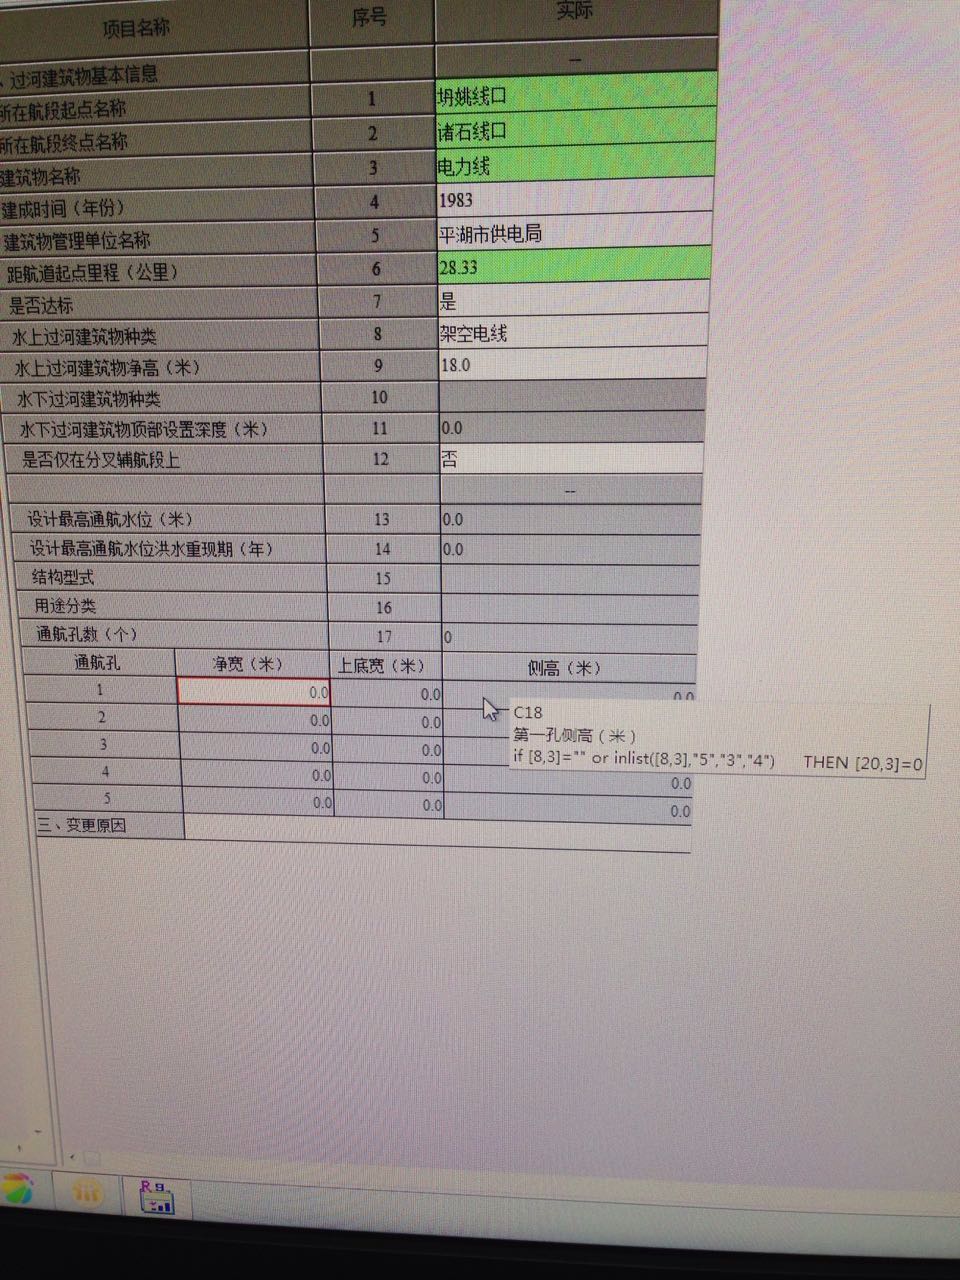 项目名称 序号 实际
、过河建筑物基本信息 --
所在航段起点名称 1 坍姚线口
所在航段终点名称 2 诸石线口
建筑物名称 3 电力线
建成时间（年份） 4 1983
建筑物管理单位名称 5 平湖市供电局
距航道起点里程（公里） 6 28.33
是否达标 7 是
水上过河建筑物种类 8 架空电线
水上过河建筑物净高（米） 9 18.0
水下过河建筑物种类 10
水下过河建筑物顶部设置深度（米） 11 0.0
是否仅在分叉辅航段上 12 否
--
设计最高通航水位（米） 13 0.0
设计最高通航水位洪水重现期（年） 14 0.0
结构型式 15
用途分类 16
通航孔数（个） 17 0
通航孔 净宽（米） 上底宽（米） 侧高（米）
1 0.0 0.0 0.0
2 0.0 0.0
3 0.0 0.0
4 0.0 0.0 0.0
5 0.0 0.0 0.0
三、变更原因
C18
第一孔侧高（米）
if [8,3]="" or inlist([8,3],"5","3","4") THEN [20,3]=0